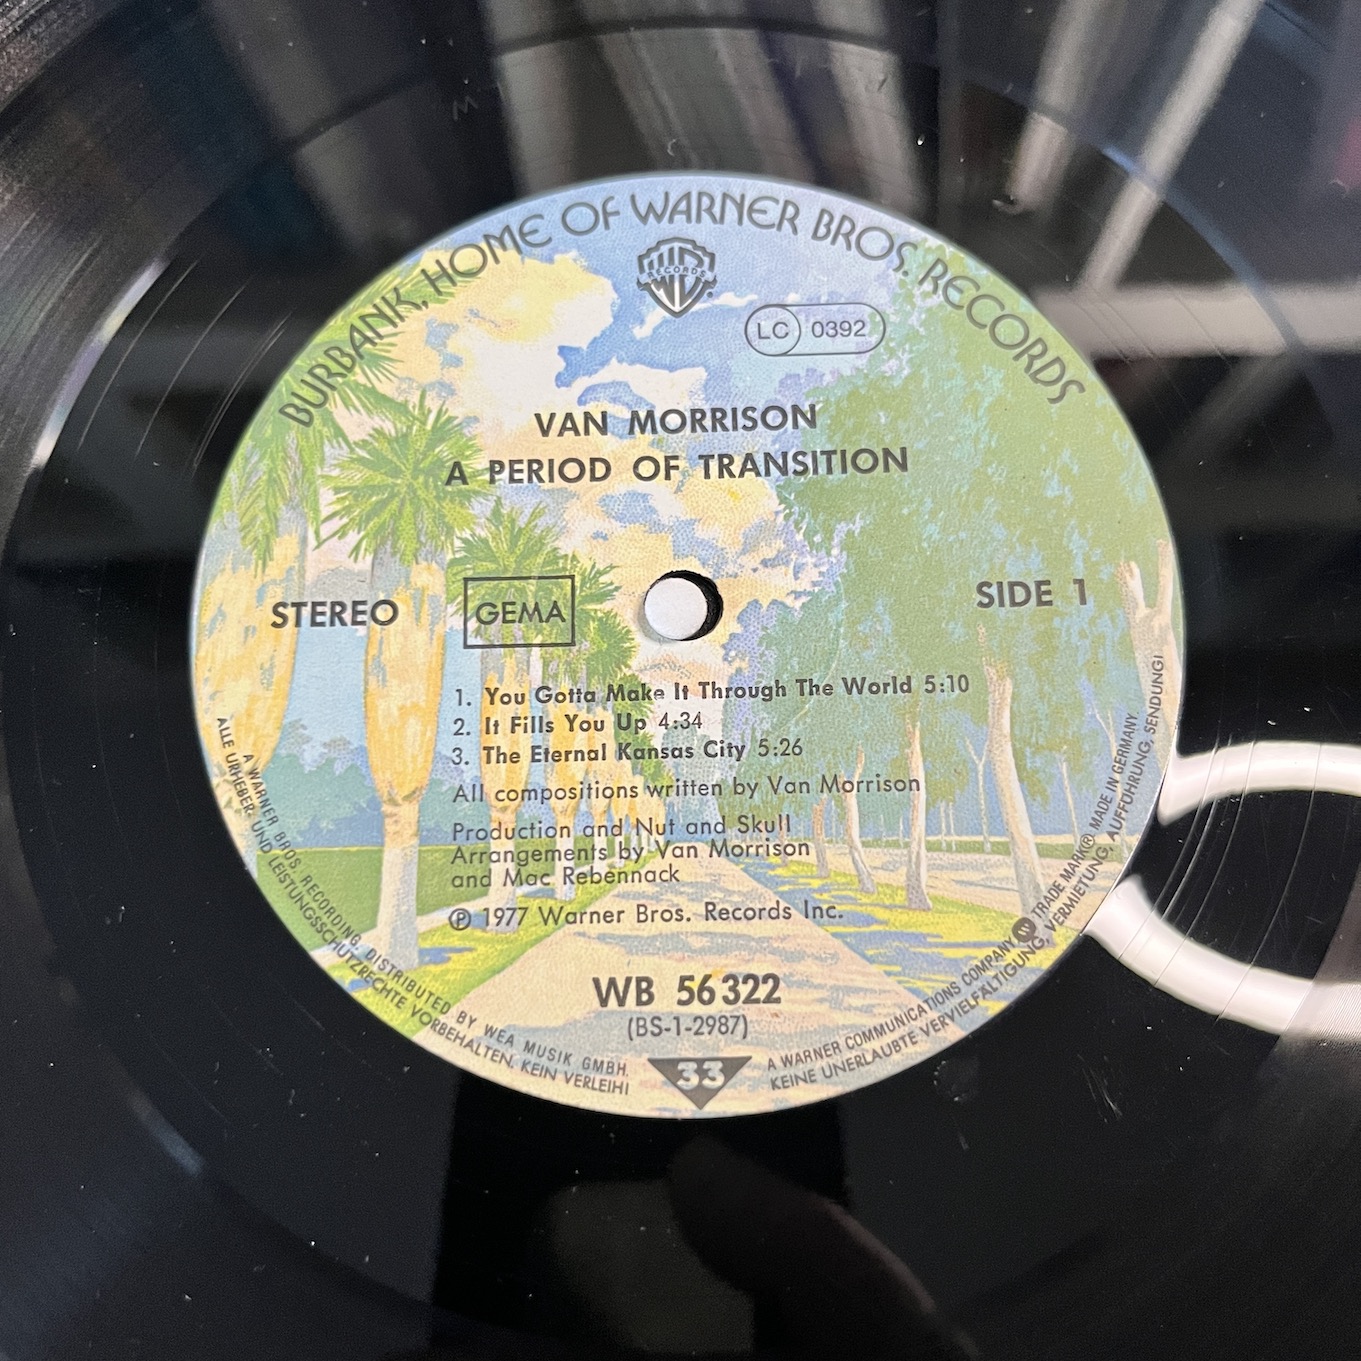 BURBANK, HOME OF WARNER BROS. RECORDS
W RECORDS ®
LC 0392
VAN MORRISON
A PERIOD OF TRANSITION
STEREO GEMA SIDE 1
1. You Gotta Make It Through The World 5:10
2. It Fills You Up 4:34
3. The Eternal Kansas City 5:26
All compositions written by Van Morrison
Production and Nut and Skull
Arrangements by Van Morrison
and Mac Rebennack
℗ 1977 Warner Bros. Records Inc.
WB 56 322
(BS-1-2987)
33
A WARNER BROS. RECORDING, DISTRIBUTED BY WEA MUSIK GMBH. A WARNER COMMUNICATIONS COMPANY W TRADE MARK® MADE IN GERMANY.
ALLE URHEBER- UND LEISTUNGSSCHUTZRECHTE VORBEHALTEN. KEIN VERLEIH! KEINE UNERLAUBTE VERVIELFÄLTIGUNG, VERMIETUNG, AUFFÜHRUNG, SENDUNG!